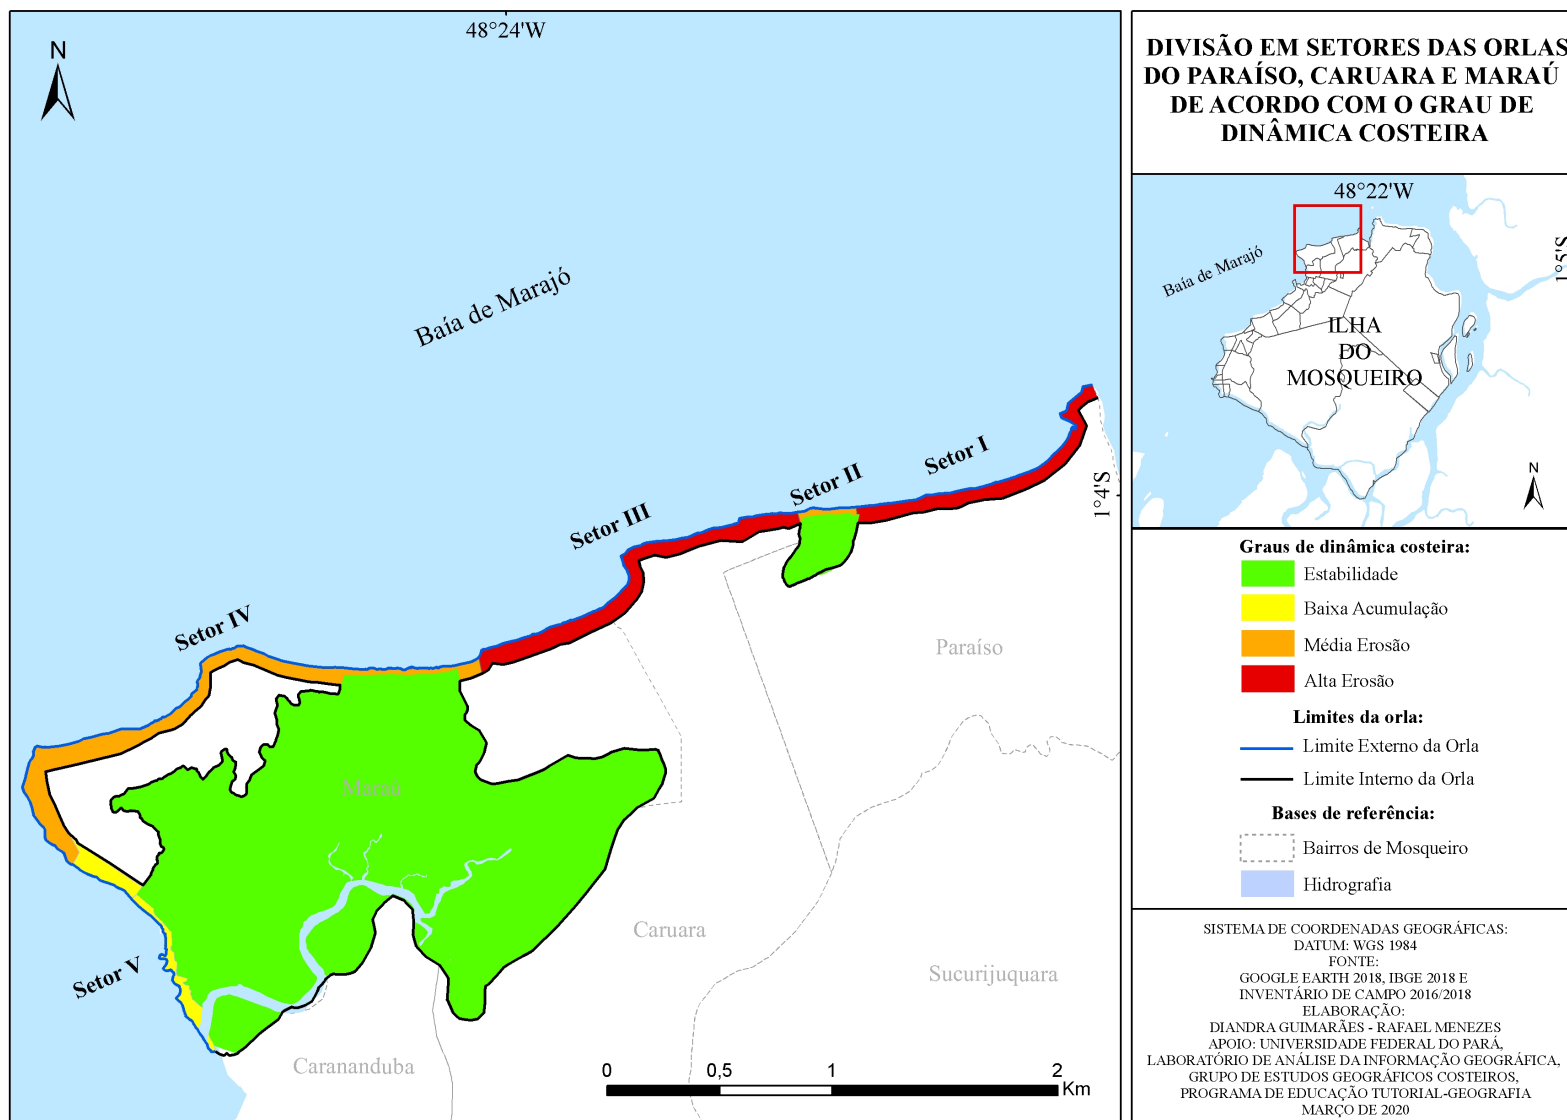 48°24'W
N
Baía de Marajó
Setor I
Setor II
Setor III
Setor IV
Setor V
1°4'S
Paraíso
Maraú
Caruara
Sucurijuquara
Carananduba
0 0,5 1 2
Km
DIVISÃO EM SETORES DAS ORLAS
DO PARAÍSO, CARUARA E MARAÚ
DE ACORDO COM O GRAU DE
DINÂMICA COSTEIRA
48°22'W
Baía de Marajó
1°5'S
ILHA
DO
MOSQUEIRO
N
Graus de dinâmica costeira:
Estabilidade
Baixa Acumulação
Média Erosão
Alta Erosão
Limites da orla:
Limite Externo da Orla
Limite Interno da Orla
Bases de referência:
Bairros de Mosqueiro
Hidrografia
SISTEMA DE COORDENADAS GEOGRÁFICAS:
DATUM: WGS 1984
FONTE:
GOOGLE EARTH 2018, IBGE 2018 E
INVENTÁRIO DE CAMPO 2016/2018
ELABORAÇÃO:
DIANDRA GUIMARÃES - RAFAEL MENEZES
APOIO: UNIVERSIDADE FEDERAL DO PARÁ,
LABORATÓRIO DE ANÁLISE DA INFORMAÇÃO GEOGRÁFICA,
GRUPO DE ESTUDOS GEOGRÁFICOS COSTEIROS,
PROGRAMA DE EDUCAÇÃO TUTORIAL-GEOGRAFIA
MARÇO DE 2020